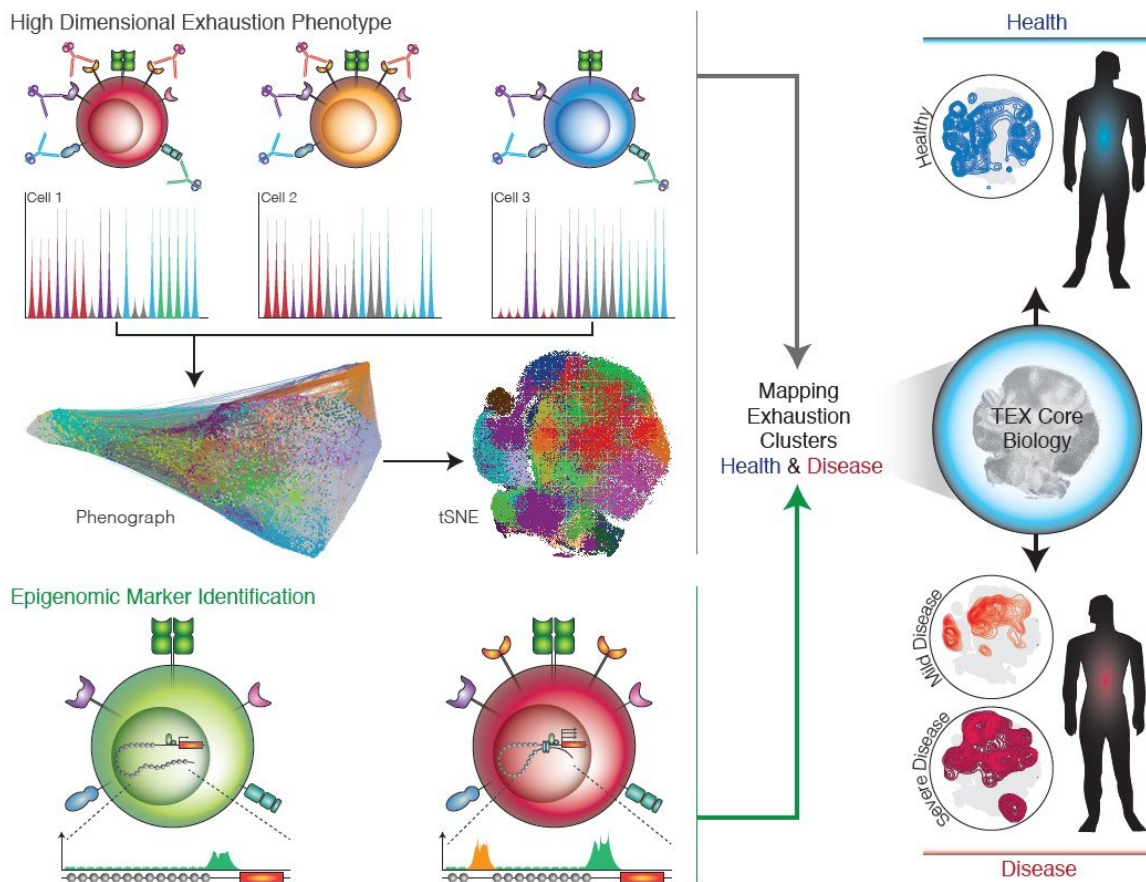 High Dimensional Exhaustion Phenotype
Cell 1
Cell 2
Cell 3
Phenograph
tSNE
Epigenomic Marker Identification
Mapping
Exhaustion
Clusters
Health & Disease
Health
Healthy
TEX Core
Biology
Mild Disease
Severe Disease
Disease